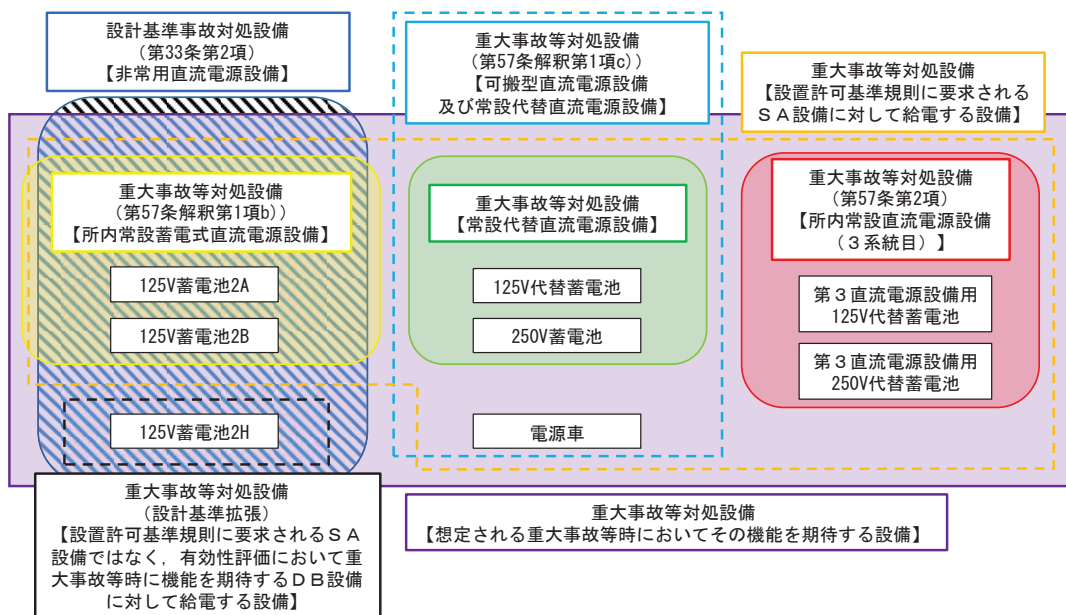 設計基準事故対処設備
(第33条第2項)
【非常用直流電源設備】
重大事故等対処設備
(第57条解釈第1項c))
【可搬型直流電源設備
及び常設代替直流電源設備】
重大事故等対処設備
【設置許可基準規則に要求される
ＳＡ設備に対して給電する設備】
重大事故等対処設備
(第57条解釈第1項b))
【所内常設蓄電式直流電源設備】
125V蓄電池2A
125V蓄電池2B
125V蓄電池2H
重大事故等対処設備
【常設代替直流電源設備】
125V代替蓄電池
250V蓄電池
電源車
重大事故等対処設備
(第57条第2項)
【所内常設直流電源設備
（３系統目）】
第３直流電源設備用
125V代替蓄電池
第３直流電源設備用
250V代替蓄電池
重大事故等対処設備
(設計基準拡張)
【設置許可基準規則に要求されるＳＡ
設備ではなく，有効性評価において重
大事故等時に機能を期待するＤＢ設備
に対して給電する設備】
重大事故等対処設備
【想定される重大事故等時においてその機能を期待する設備】